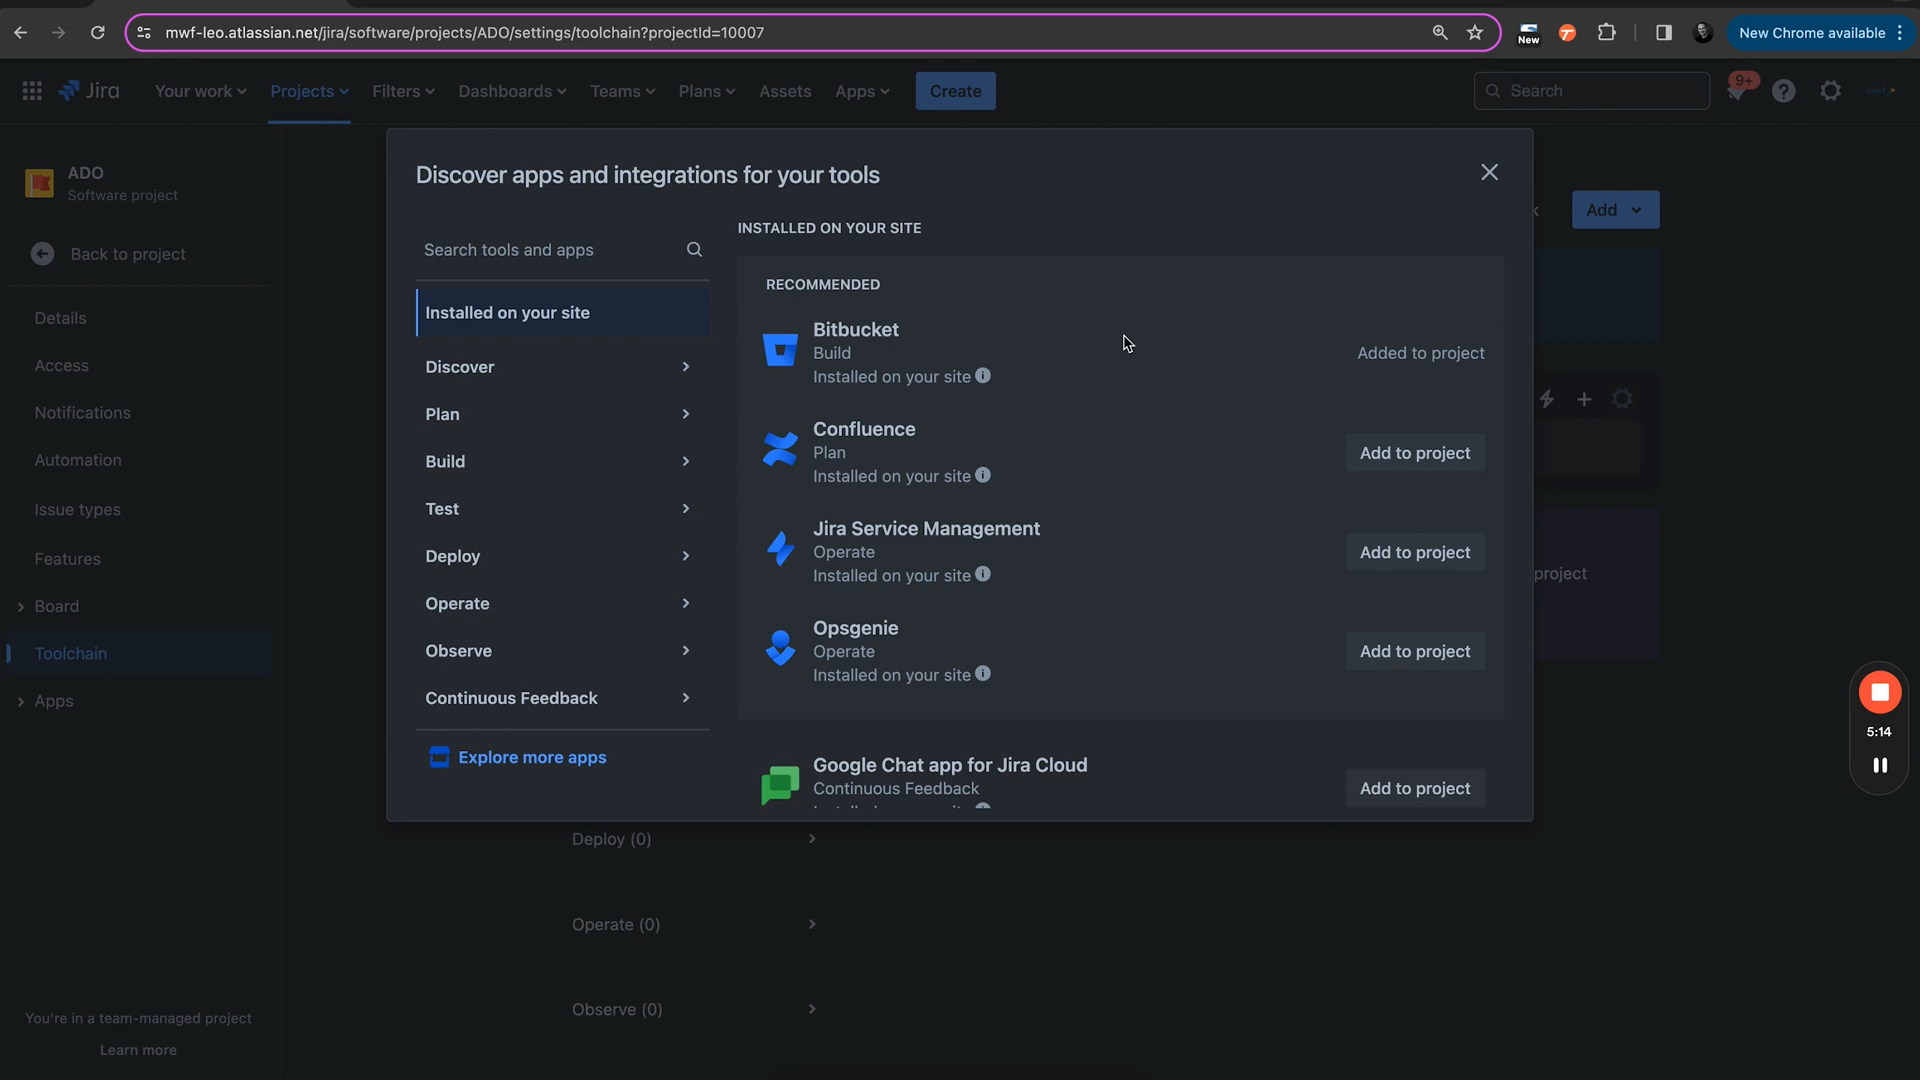 mwf-leo.atlassian.net/jira/software/projects/ADO/settings/toolchain?projectId=10007
New
New Chrome available
Jira
Your work
Projects
Filters
Dashboards
Teams
Plans
Assets
Apps
Create
Search
9+
ADO
Software project
Back to project
Details
Access
Notifications
Automation
Issue types
Features
Board
Toolchain
Apps
You're in a team-managed project
Learn more
Discover apps and integrations for your tools
Search tools and apps
Installed on your site
Discover
Plan
Build
Test
Deploy
Operate
Observe
Continuous Feedback
Explore more apps
INSTALLED ON YOUR SITE
RECOMMENDED
Bitbucket
Build
Installed on your site
Added to project
Confluence
Plan
Installed on your site
Add to project
Jira Service Management
Operate
Installed on your site
Add to project
Opsgenie
Operate
Installed on your site
Add to project
Google Chat app for Jira Cloud
Continuous Feedback
Add to project
Add
project
Deploy (0)
Operate (0)
Observe (0)
5:14